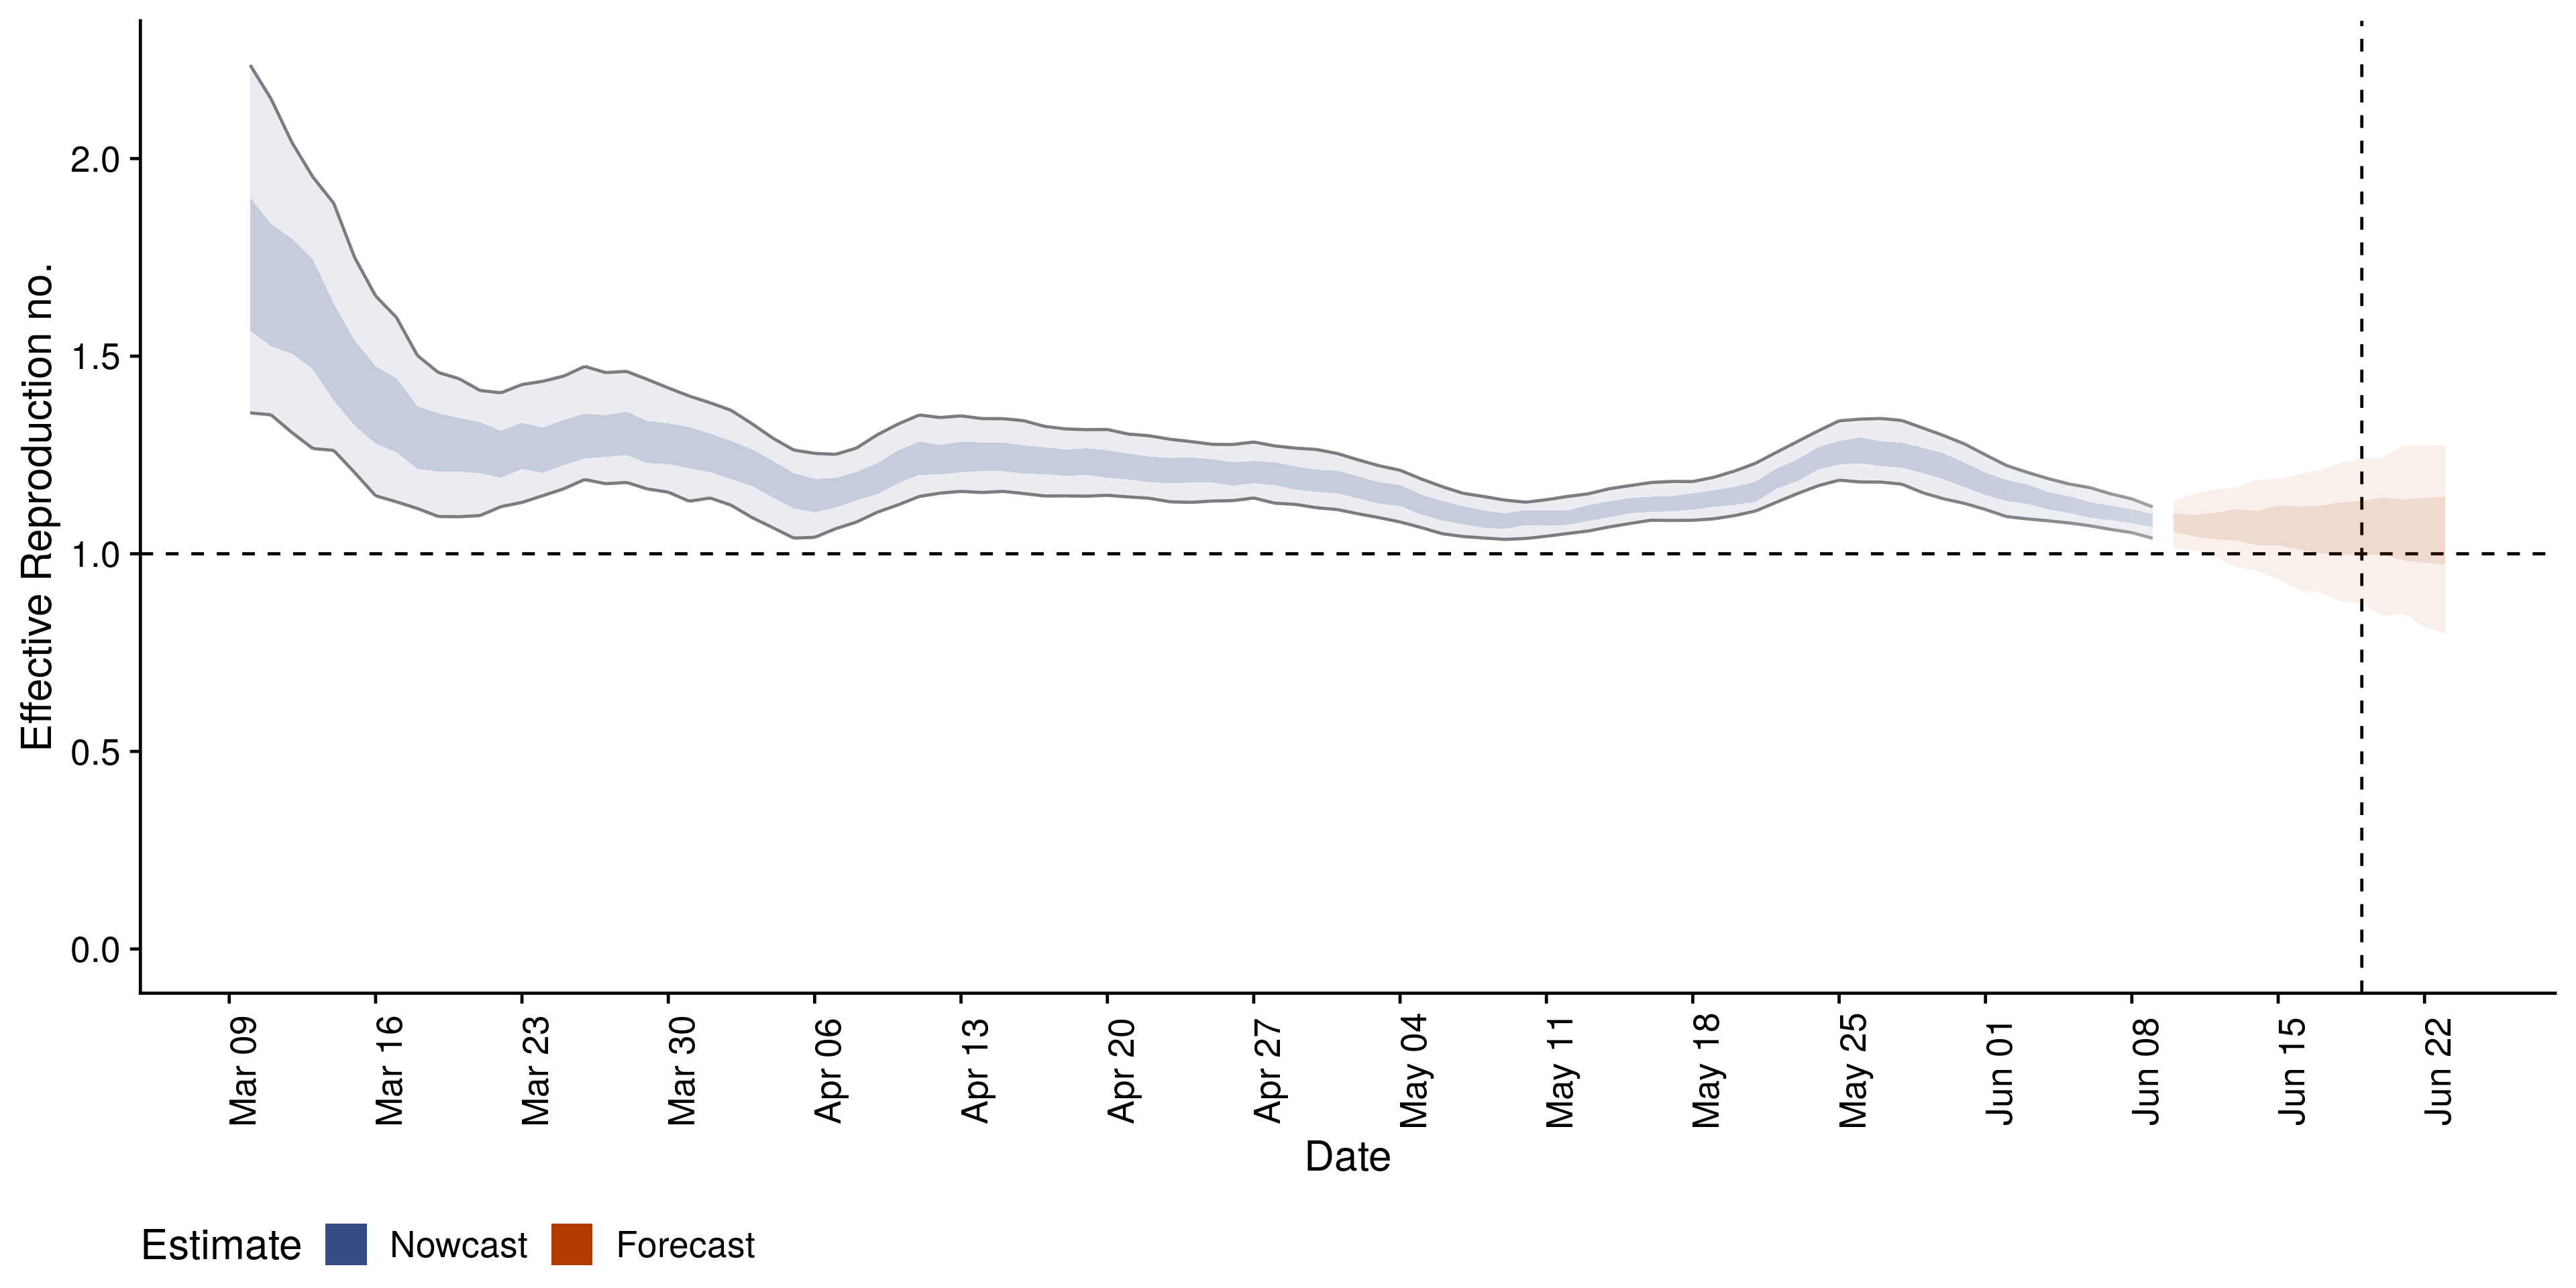 Effective Reproduction no.
2.0
1.5
1.0
0.5
0.0
Mar 09
Mar 16
Mar 23
Mar 30
Apr 06
Apr 13
Apr 20
Apr 27
May 04
May 11
May 18
May 25
Jun 01
Jun 08
Jun 15
Jun 22
Date
Estimate Nowcast Forecast